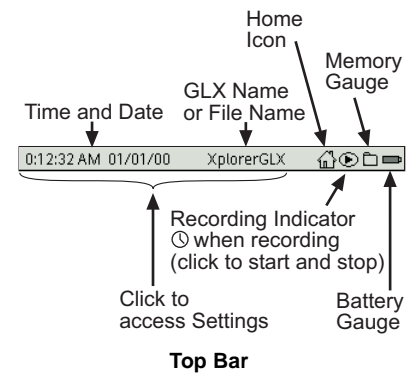 Home
Icon
Memory
Gauge
GLX Name
or File Name
Time and Date
0:12:32 AM 01/01/00 XplorerGLX
Recording Indicator
when recording
(click to start and stop)
Click to
access Settings
Battery
Gauge
Top Bar